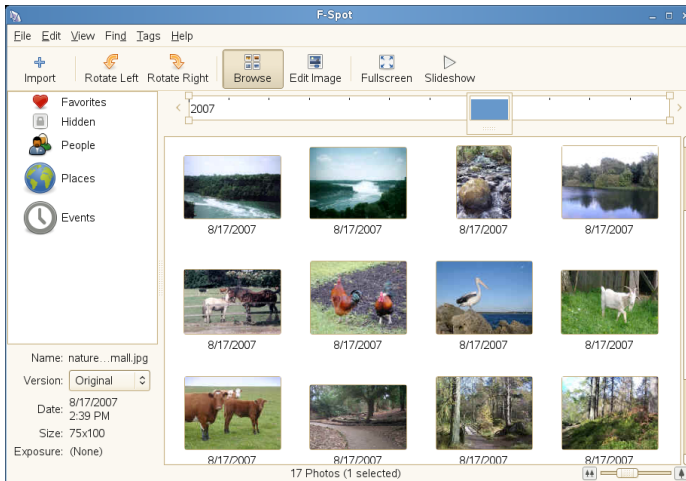 F-Spot
File Edit View Find Tags Help
Import Rotate Left Rotate Right Browse Edit Image Fullscreen Slideshow
Favorites
Hidden
People
Places
Events
2007
8/17/2007 8/17/2007 8/17/2007 8/17/2007
8/17/2007 8/17/2007 8/17/2007 8/17/2007
8/17/2007 8/17/2007 8/17/2007 8/17/2007
Name: nature…mall.jpg
Version: Original
Date: 8/17/2007
2:39 PM
Size: 75x100
Exposure: (None)
17 Photos (1 selected)